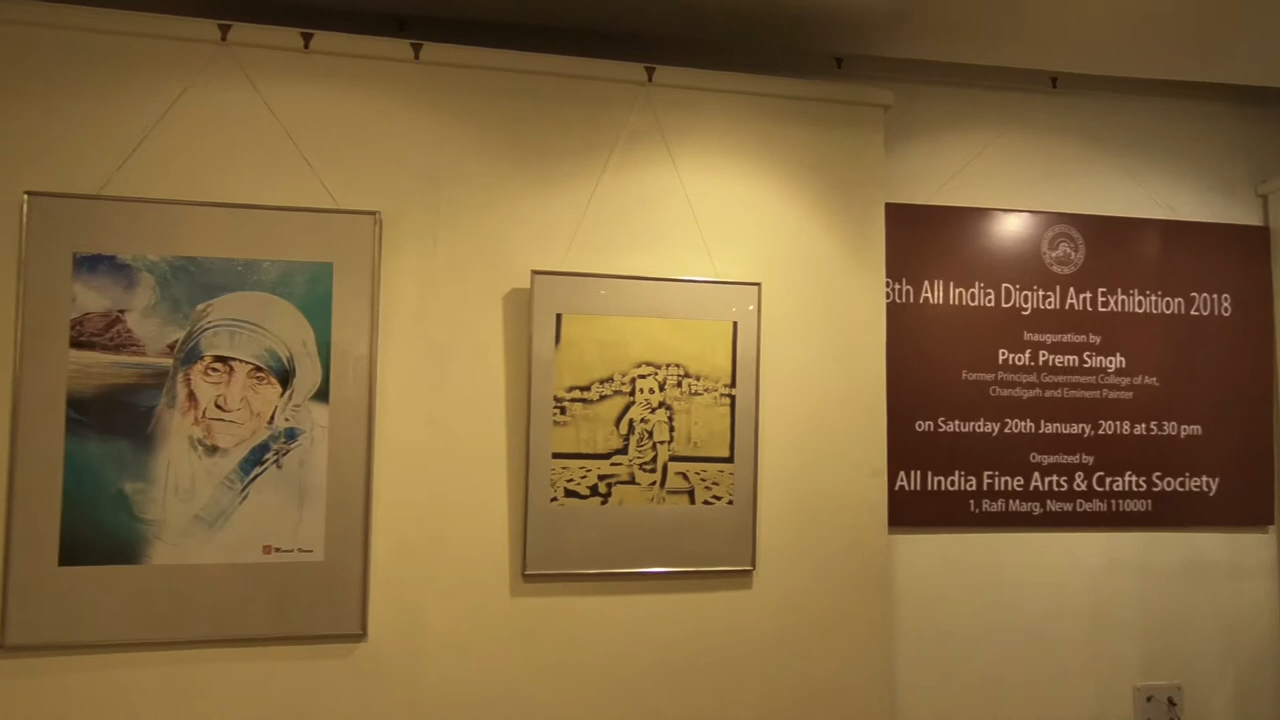 8th All India Digital Art Exhibition 2018
Inauguration by
Prof. Prem Singh
Former Principal, Government College of Art,
Chandigarh and Eminent Painter
on Saturday 20th January, 2018 at 5.30 pm
Organized by
All India Fine Arts & Crafts Society
1, Rafi Marg, New Delhi 110001